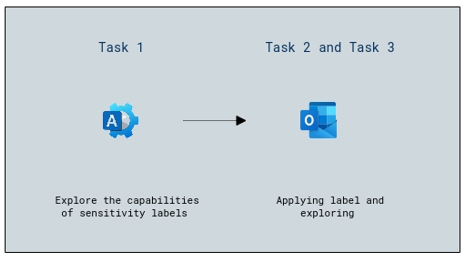 Task 1
Task 2 and Task 3
A
O
Explore the capabilities
of sensitivity labels
Applying label and
exploring